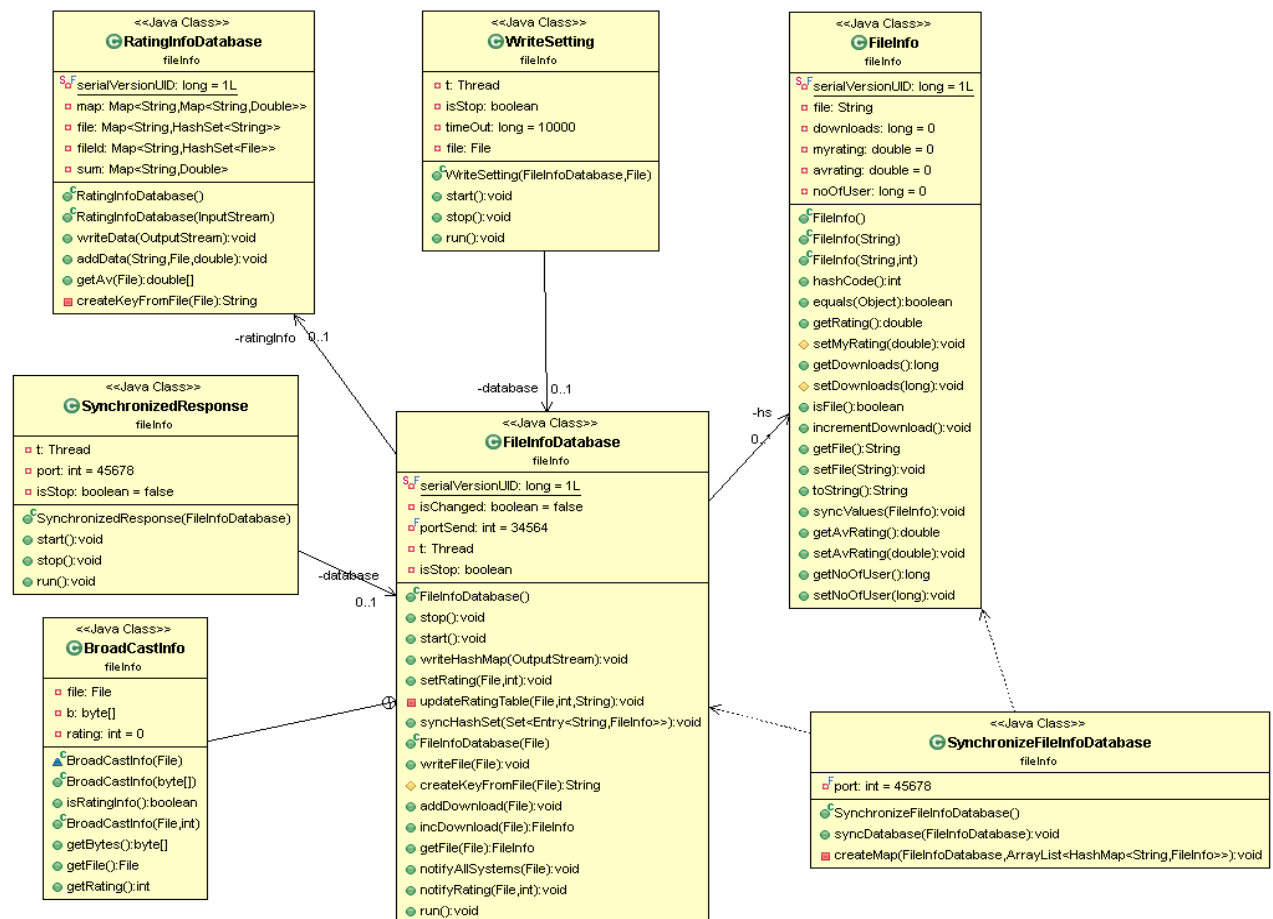 <<Java Class>>
RatingInfoDatabase
fileInfo
serialVersionUID: long = 1L
map: Map<String,Map<String,Double>>
file: Map<String,HashSet<String>>
fileId: Map<String,HashSet<File>>
sum: Map<String,Double>
RatingInfoDatabase()
RatingInfoDatabase(InputStream)
writeData(OutputStream):void
addData(String,File,double):void
getAv(File):double[]
createKeyFromFile(File):String
<<Java Class>>
WriteSetting
fileInfo
t: Thread
isStop: boolean
timeOut: long = 10000
file: File
WriteSetting(FileInfoDatabase,File)
start():void
stop():void
run():void
<<Java Class>>
FileInfo
fileInfo
serialVersionUID: long = 1L
file: String
downloads: long = 0
myrating: double = 0
avrating: double = 0
noOfUser: long = 0
FileInfo()
FileInfo(String)
FileInfo(String,int)
hashCode():int
equals(Object):boolean
getRating():double
setMyRating(double):void
getDownloads():long
setDownloads(long):void
isFile():boolean
incrementDownload():void
getFile():String
setFile(String):void
toString():String
syncValues(FileInfo):void
getAvRating():double
setAvRating(double):void
getNoOfUser():long
setNoOfUser(long):void
-ratingInfo 0..1
-database 0..1
-hs
0..*
<<Java Class>>
SynchronizedResponse
fileInfo
t: Thread
port: int = 45678
isStop: boolean = false
SynchronizedResponse(FileInfoDatabase)
start():void
stop():void
run():void
-database
0..1
<<Java Class>>
FileInfoDatabase
fileInfo
serialVersionUID: long = 1L
isChanged: boolean = false
portSend: int = 34564
t: Thread
isStop: boolean
FileInfoDatabase()
stop():void
start():void
writeHashMap(OutputStream):void
setRating(File,int):void
updateRatingTable(File,int,String):void
syncHashSet(Set<Entry<String,FileInfo>>):void
FileInfoDatabase(File)
writeFile(File):void
createKeyFromFile(File):String
addDownload(File):void
incDownload(File):FileInfo
getFile(File):FileInfo
notifyAllSystems(File):void
notifyRating(File,int):void
run():void
<<Java Class>>
BroadCastInfo
fileInfo
file: File
b: byte[]
rating: int = 0
BroadCastInfo(File)
BroadCastInfo(byte[])
isRatingInfo():boolean
BroadCastInfo(File,int)
getBytes():byte[]
getFile():File
getRating():int
<<Java Class>>
SynchronizeFileInfoDatabase
fileInfo
port: int = 45678
SynchronizeFileInfoDatabase()
syncDatabase(FileInfoDatabase):void
createMap(FileInfoDatabase,ArrayList<HashMap<String,FileInfo>>):void